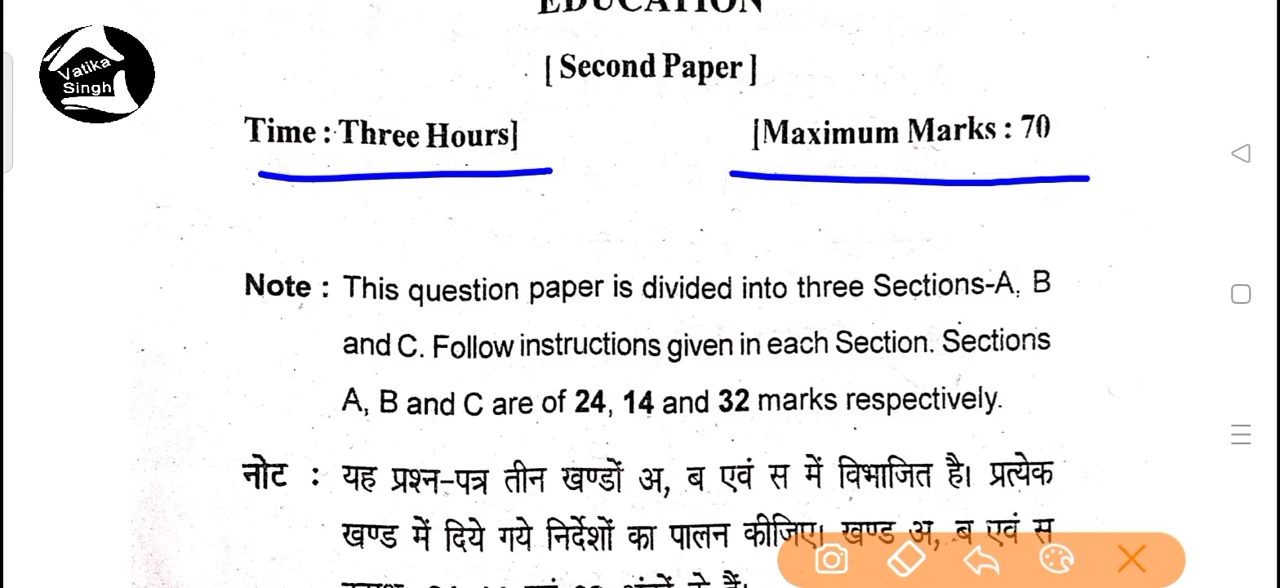 EDUCATION
Vatika
Singh
[ Second Paper ]
Time : Three Hours]
[Maximum Marks : 70
Note : This question paper is divided into three Sections-A, B
and C. Follow instructions given in each Section. Sections
A, B and C are of 24, 14 and 32 marks respectively.
नोट : यह प्रश्न-पत्र तीन खण्डों अ, ब एवं स में विभाजित है। प्रत्येक
खण्ड में दिये गये निर्देशों का पालन कीजिए। खण्ड अ, ब एवं स